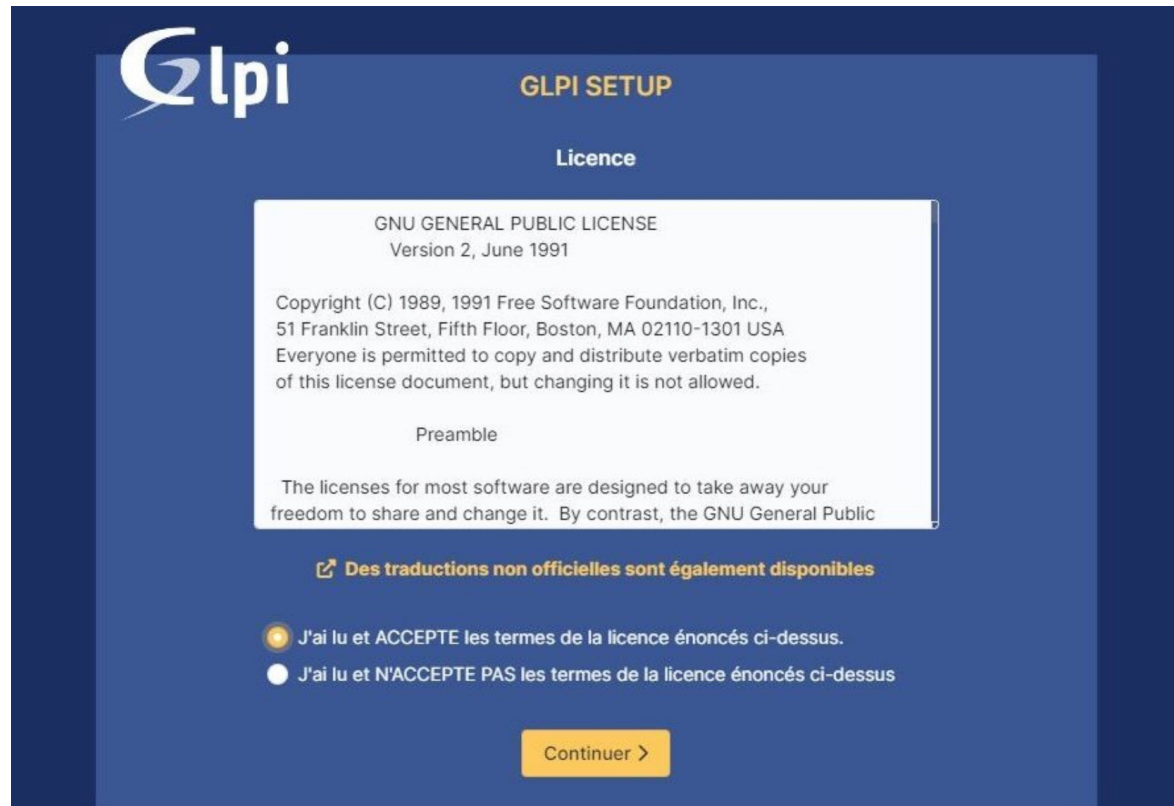 Glpi
GLPI SETUP
Licence
GNU GENERAL PUBLIC LICENSE
Version 2, June 1991
Copyright (C) 1989, 1991 Free Software Foundation, Inc.,
51 Franklin Street, Fifth Floor, Boston, MA 02110-1301 USA
Everyone is permitted to copy and distribute verbatim copies
of this license document, but changing it is not allowed.
Preamble
The licenses for most software are designed to take away your
freedom to share and change it. By contrast, the GNU General Public
Des traductions non officielles sont également disponibles
J'ai lu et ACCEPTE les termes de la licence énoncés ci-dessus.
J'ai lu et N'ACCEPTE PAS les termes de la licence énoncés ci-dessus
Continuer >